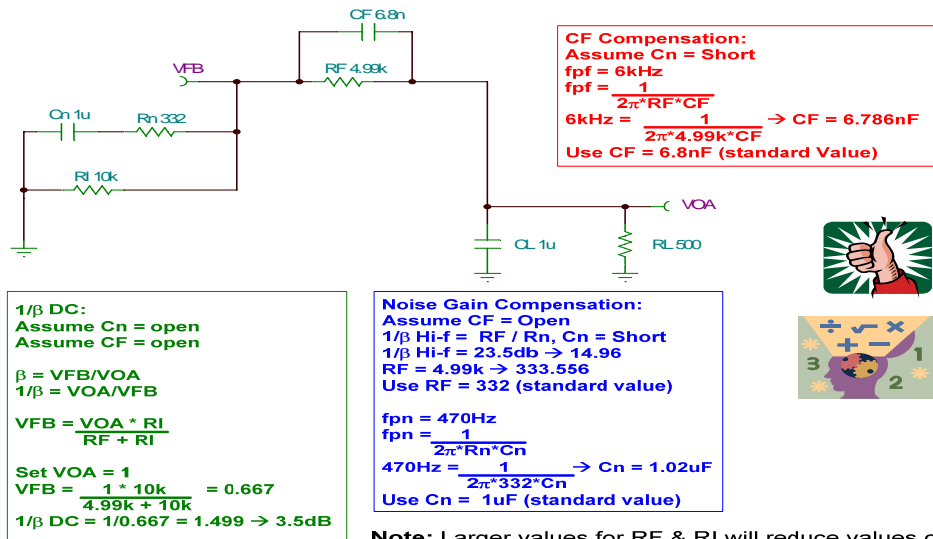 CF 6.8n
VFB
RF 4.99k
Cn 1u
Rn 332
RI 10k
VOA
CL 1u
RL 500
CF Compensation:
Assume Cn = Short
fpf = 6kHz
fpf = 1
2π*RF*CF
6kHz = 1 → CF = 6.786nF
2π*4.99k*CF
Use CF = 6.8nF (standard Value)
÷ √ ×
+ −
3 1
2
1/β DC:
Assume Cn = open
Assume CF = open
β = VFB/VOA
1/β = VOA/VFB
VFB = VOA * RI
RF + RI
Set VOA = 1
VFB = 1 * 10k = 0.667
4.99k + 10k
1/β DC = 1/0.667 = 1.499 → 3.5dB
Noise Gain Compensation:
Assume CF = Open
1/β Hi-f = RF / Rn, Cn = Short
1/β Hi-f = 23.5db → 14.96
RF = 4.99k → 333.556
Use RF = 332 (standard value)
fpn = 470Hz
fpn = 1
2π*Rn*Cn
470Hz = 1 → Cn = 1.02uF
2π*332*Cn
Use Cn = 1uF (standard value)
Note: Larger values for RF & RI will reduce values